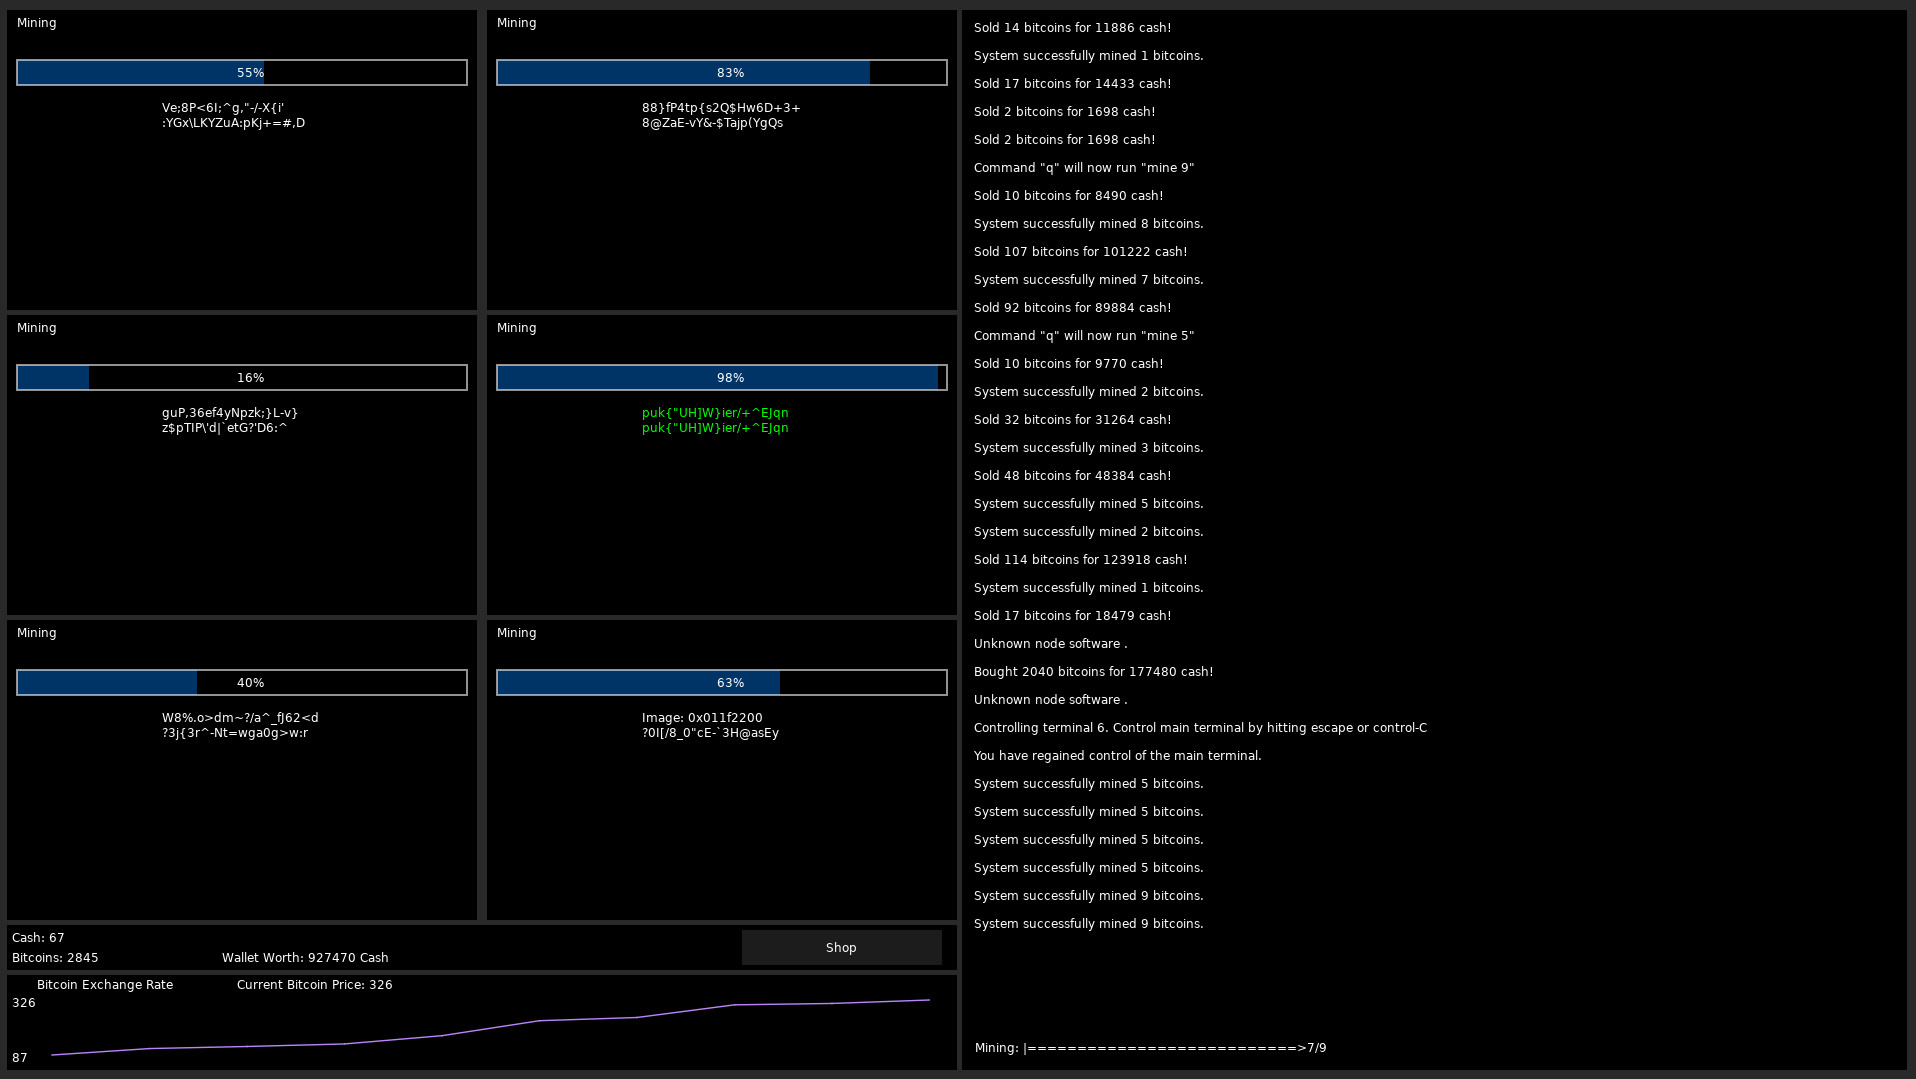 Mining
55%
Ve;8P<6I;^g,"-/-X{i'
:YGx\LKYZuA:pKj+=#,D
Mining
83%
88}fP4tp{s2Q$Hw6D+3+
8@ZaE-vY&-$Tajp(YgQs
Mining
16%
guP,36ef4yNpzk;}L-v}
z$pTIP\'d|`etG?'D6:^
Mining
98%
puk{"UH]W}ier/+^EJqn
puk{"UH]W}ier/+^EJqn
Mining
40%
W8%.o>dm~?/a^_fJ62<d
?3j{3r^-Nt=wga0g>w:r
Mining
63%
Image: 0x011f2200
?0I[/8_0"cE-`3H@asEy
Cash: 67
Bitcoins: 2845 Wallet Worth: 927470 Cash
Shop
Bitcoin Exchange Rate Current Bitcoin Price: 326
326
87
Sold 14 bitcoins for 11886 cash!
System successfully mined 1 bitcoins.
Sold 17 bitcoins for 14433 cash!
Sold 2 bitcoins for 1698 cash!
Sold 2 bitcoins for 1698 cash!
Command "q" will now run "mine 9"
Sold 10 bitcoins for 8490 cash!
System successfully mined 8 bitcoins.
Sold 107 bitcoins for 101222 cash!
System successfully mined 7 bitcoins.
Sold 92 bitcoins for 89884 cash!
Command "q" will now run "mine 5"
Sold 10 bitcoins for 9770 cash!
System successfully mined 2 bitcoins.
Sold 32 bitcoins for 31264 cash!
System successfully mined 3 bitcoins.
Sold 48 bitcoins for 48384 cash!
System successfully mined 5 bitcoins.
System successfully mined 2 bitcoins.
Sold 114 bitcoins for 123918 cash!
System successfully mined 1 bitcoins.
Sold 17 bitcoins for 18479 cash!
Unknown node software .
Bought 2040 bitcoins for 177480 cash!
Unknown node software .
Controlling terminal 6. Control main terminal by hitting escape or control-C
You have regained control of the main terminal.
System successfully mined 5 bitcoins.
System successfully mined 5 bitcoins.
System successfully mined 5 bitcoins.
System successfully mined 5 bitcoins.
System successfully mined 9 bitcoins.
System successfully mined 9 bitcoins.
Mining: |===========================>7/9